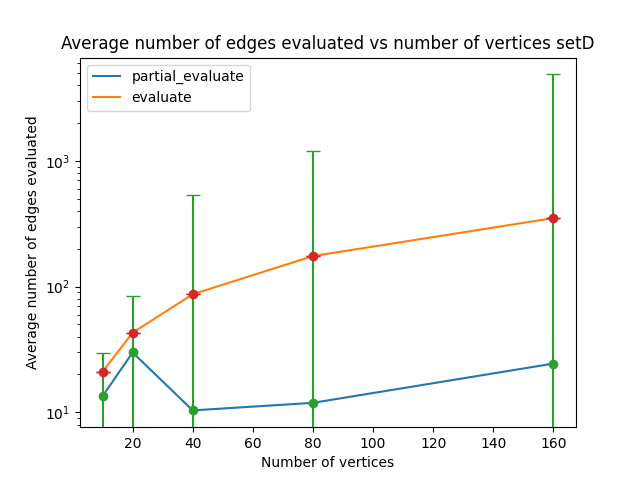 Average number of edges evaluated vs number of vertices setD
partial_evaluate
evaluate
Average number of edges evaluated
10³
10²
10¹
20 40 60 80 100 120 140 160
Number of vertices